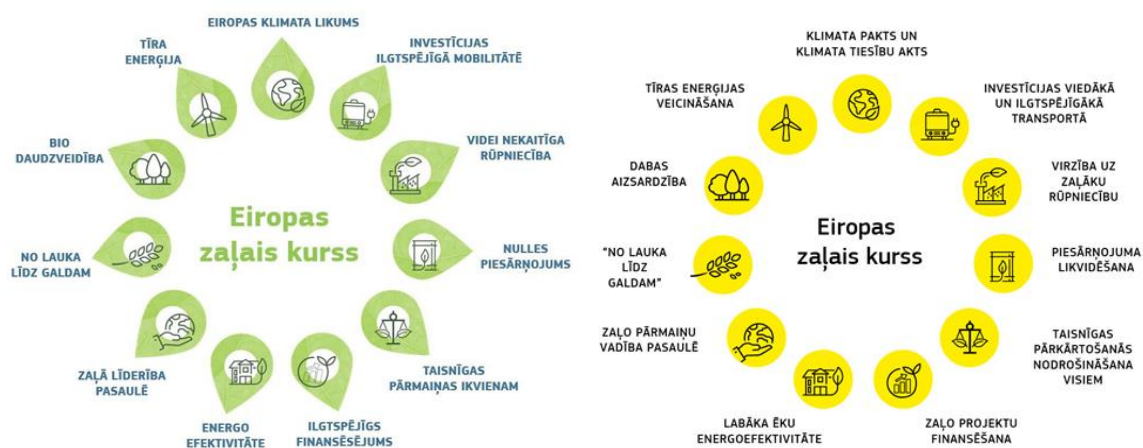 EIROPAS KLIMATA LIKUMS
INVESTĪCIJAS
ILGTSPĒJĪGĀ MOBILITĀTĒ
VIDEI NEKAITĪGA
RŪPNIECĪBA
NULLES
PIESĀRŅOJUMS
TAISNĪGAS
PĀRMAIŅAS IKVIENAM
ILGTSPĒJĪGS
FINANSĒSĒJUMS
ENERGO
EFEKTIVITĀTE
ZAĻĀ LĪDERĪBA
PASAULĒ
NO LAUKA
LĪDZ GALDAM
BIO
DAUDZVEIDĪBA
TĪRA
ENERĢIJA
Eiropas
zaļais kurss
KLIMATA PAKTS UN
KLIMATA TIESĪBU AKTS
INVESTĪCIJAS VIEDĀKĀ
UN ILGTSPĒJĪGĀKĀ
TRANSPORTĀ
VIRZĪBA UZ
ZAĻĀKU
RŪPNIECĪBU
PIESĀRŅOJUMA
LIKVIDĒŠANA
TAISNĪGAS
PĀRKĀRTOŠANĀS
NODROŠINĀŠANA
VISIEM
ZAĻO PROJEKTU
FINANSĒŠANA
LABĀKA ĒKU
ENERGOEFEKTIVITĀTE
ZAĻO PĀRMAIŅU
VADĪBA PASAULĒ
"NO LAUKA
LĪDZ
GALDAM"
DABAS
AIZSARDZĪBA
TĪRAS ENERĢIJAS
VEICINĀŠANA
Eiropas
zaļais kurss